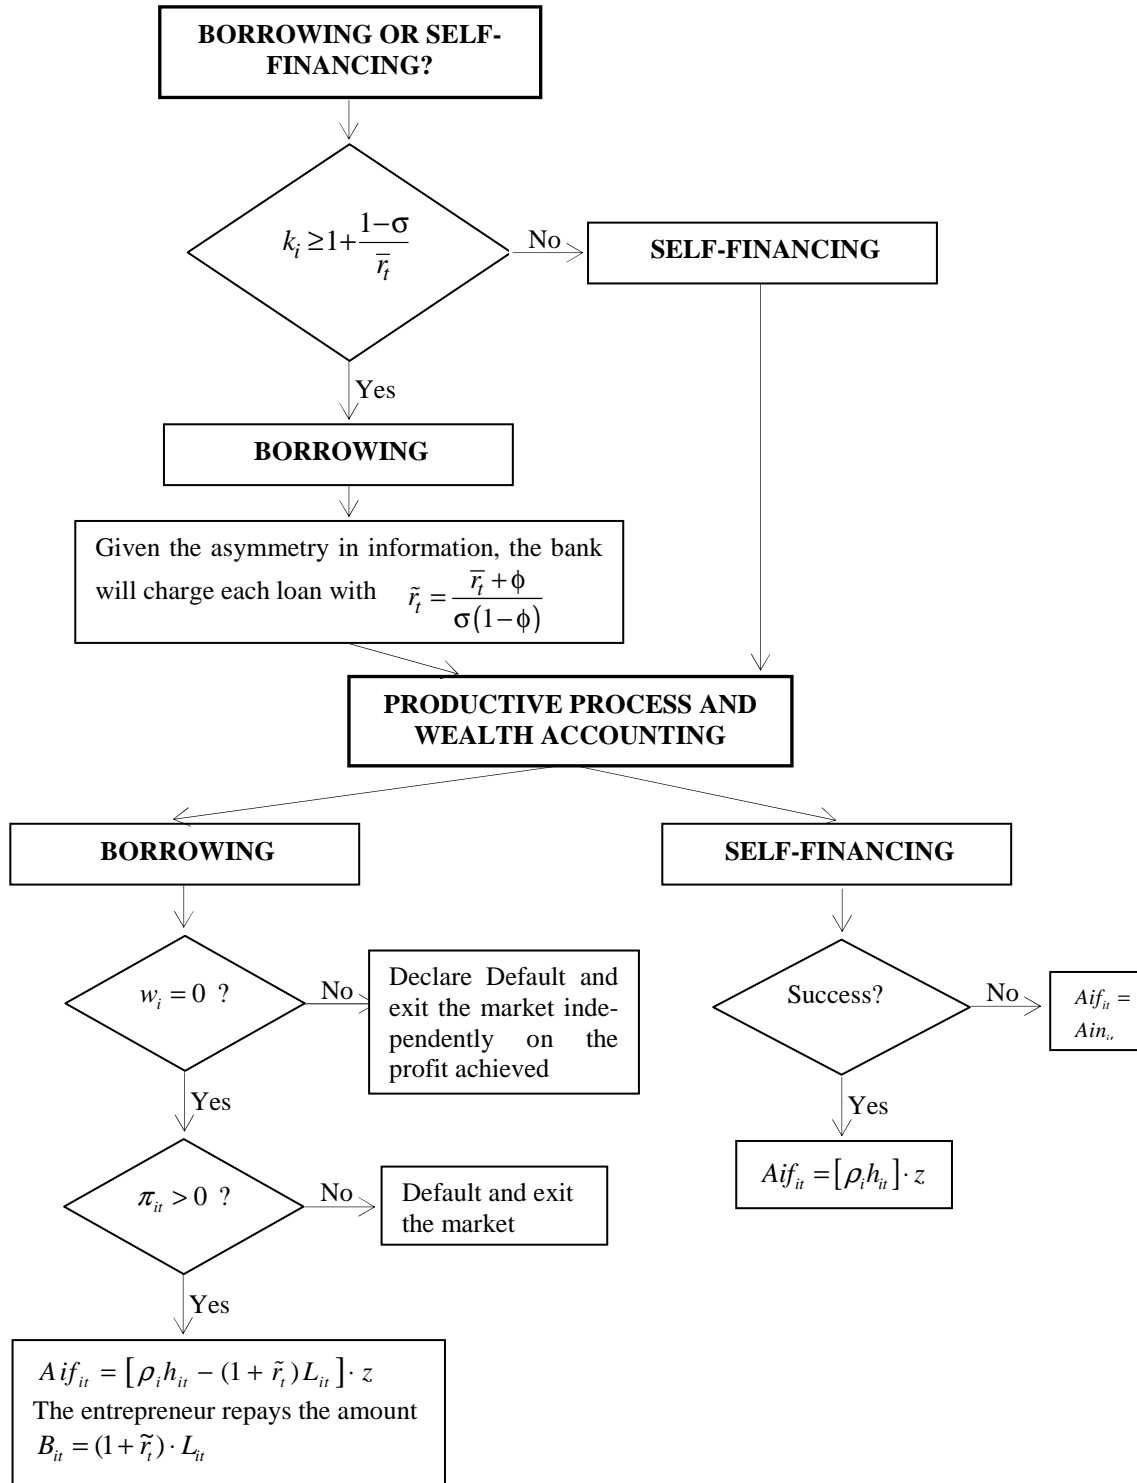 BORROWING OR SELF-
FINANCING?
k_i ≥ 1 + (1−σ)/r̄_t
No
SELF-FINANCING
Yes
BORROWING
Given the asymmetry in information, the bank
will charge each loan with r̃_t = (r̄_t + ϕ)/(σ(1−ϕ))
PRODUCTIVE PROCESS AND
WEALTH ACCOUNTING
BORROWING
SELF-FINANCING
w_i = 0 ?
No
Declare Default and
exit the market inde-
pendently on the
profit achieved
Success?
No
Aif_it =
Ain_it
Yes
Yes
Aif_it = [ρ_i h_it] · z
π_it > 0 ?
No
Default and exit
the market
Yes
Aif_it = [ρ_i h_it − (1 + r̃_t) L_it] · z
The entrepreneur repays the amount
B_it = (1 + r̃_t) · L_it